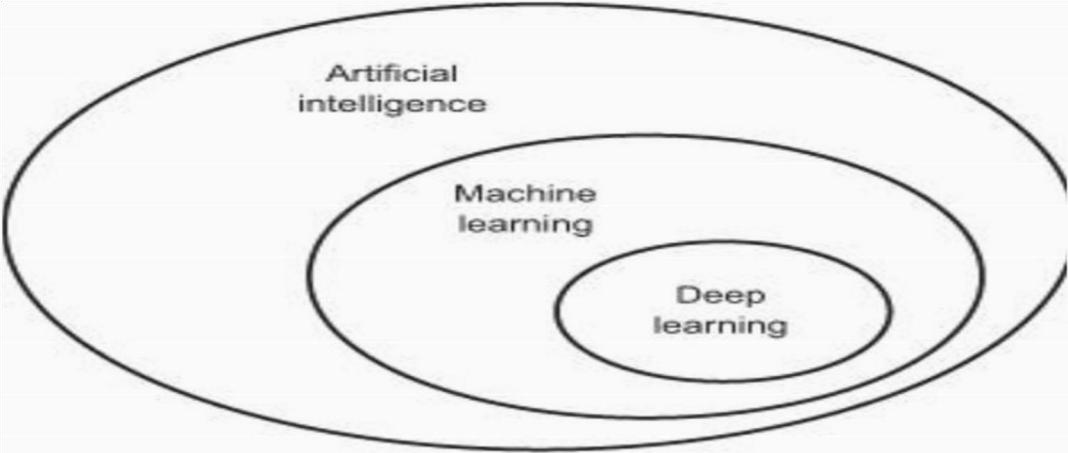 Artificial
intelligence
Machine
learning
Deep
learning